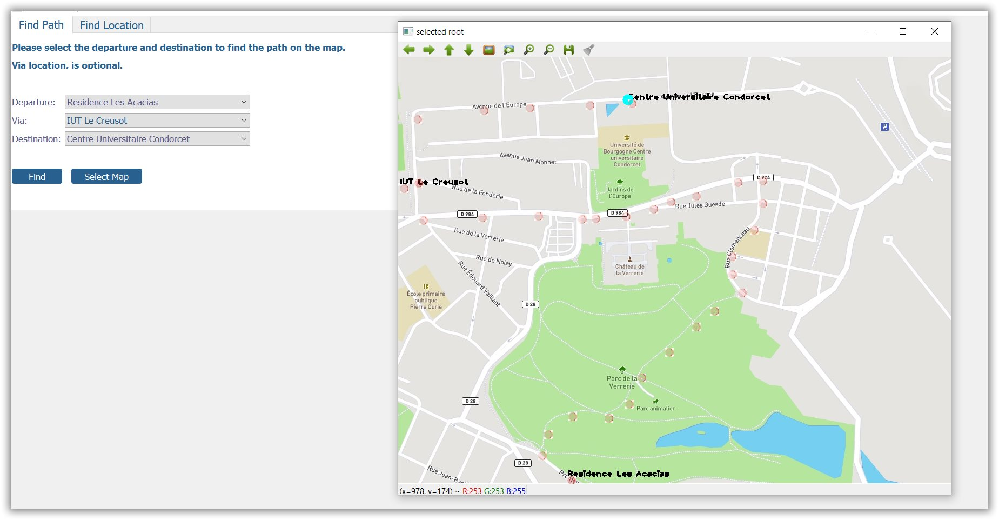 Find Path
Find Location
Please select the departure and destination to find the path on the map.
Via location, is optional.
Departure:
Residence Les Acacias
Via:
IUT Le Creusot
Destination:
Centre Universitaire Condorcet
Find
Select Map
selected root
Centre Universitaire Condorcet
Avenue de l'Europe
Avenue de l'Europe
Université de
Bourgogne Centre
universitaire
Condorcet
Avenue Jean Monnet
IUT Le Creusot
Rue de la Fonderie
Jardins de
l'Europe
D 984
Rue Jules Guesde
D 984
D 984
Rue de la Verrerie
Rue Clemenceau
Rue de Nolay
Château de
la Verrerie
Rue Édouard Vaillant
École primaire
publique
Pierre Curie
D 28
Parc de la
Verrerie
D 28
Parc animalier
D 28
Rue Jean-Bapt
Promen
Residence Les Acacias
(x=978, y=174) ~ R:253 G:253 B:255